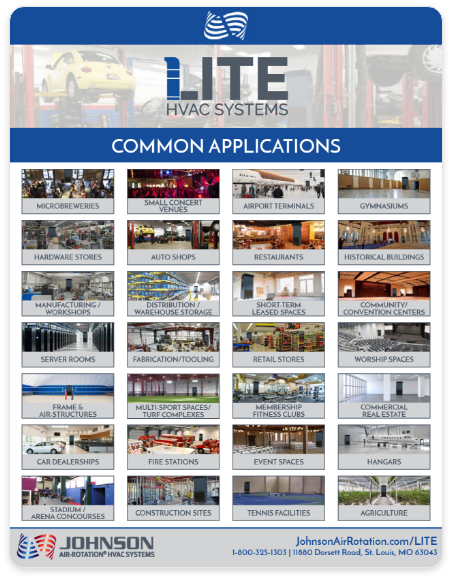 LITE
HVAC SYSTEMS
COMMON APPLICATIONS
MICROBREWERIES
SMALL CONCERT
VENUES
AIRPORT TERMINALS
GYMNASIUMS
HARDWARE STORES
AUTO SHOPS
RESTAURANTS
HISTORICAL BUILDINGS
MANUFACTURING /
WORKSHOPS
DISTRIBUTION /
WAREHOUSE STORAGE
SHORT-TERM
LEASED SPACES
COMMUNITY/
CONVENTION CENTERS
SERVER ROOMS
FABRICATION/TOOLING
RETAIL STORES
WORSHIP SPACES
FRAME &
AIR-STRUCTURES
MULTI-SPORT SPACES/
TURF COMPLEXES
MEMBERSHIP
FITNESS CLUBS
COMMERCIAL
REAL ESTATE
CAR DEALERSHIPS
FIRE STATIONS
EVENT SPACES
HANGARS
STADIUM /
ARENA CONCOURSES
CONSTRUCTION SITES
TENNIS FACILITIES
AGRICULTURE
JOHNSON
AIR-ROTATION® HVAC SYSTEMS
JohnsonAirRotation.com/LITE
1-800-325-1303 | 11880 Dorsett Road, St. Louis, MO 63043